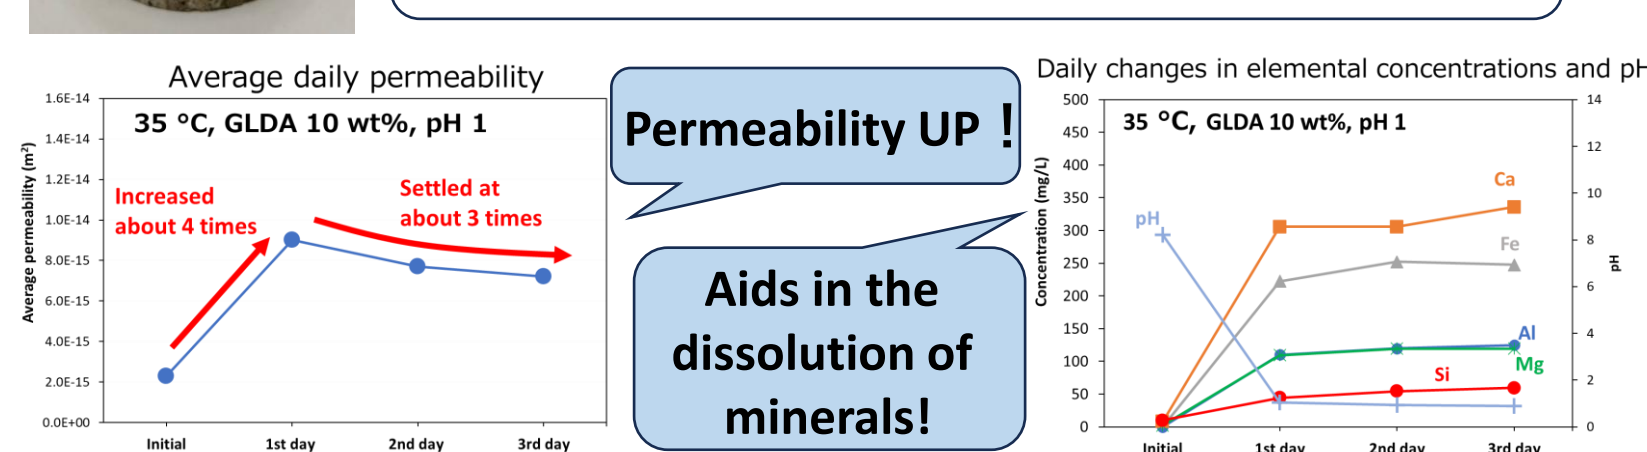 Average daily permeability
1.6E-14
1.4E-14
1.2E-14
1.0E-14
8.0E-15
6.0E-15
4.0E-15
2.0E-15
0.0E+00
Average permeability (m²)
35 °C, GLDA 10 wt%, pH 1
Increased
about 4 times
Settled at
about 3 times
Initial
1st day
2nd day
3rd day
Permeability UP !
Aids in the
dissolution of
minerals!
Daily changes in elemental concentrations and pH
500
450
400
350
300
250
200
150
100
50
0
Concentration (mg/L)
35 °C, GLDA 10 wt%, pH 1
pH
Ca
Fe
Al
Mg
Si
14
12
10
8
6
4
2
0
pH
Initial
1st day
2nd day
3rd day